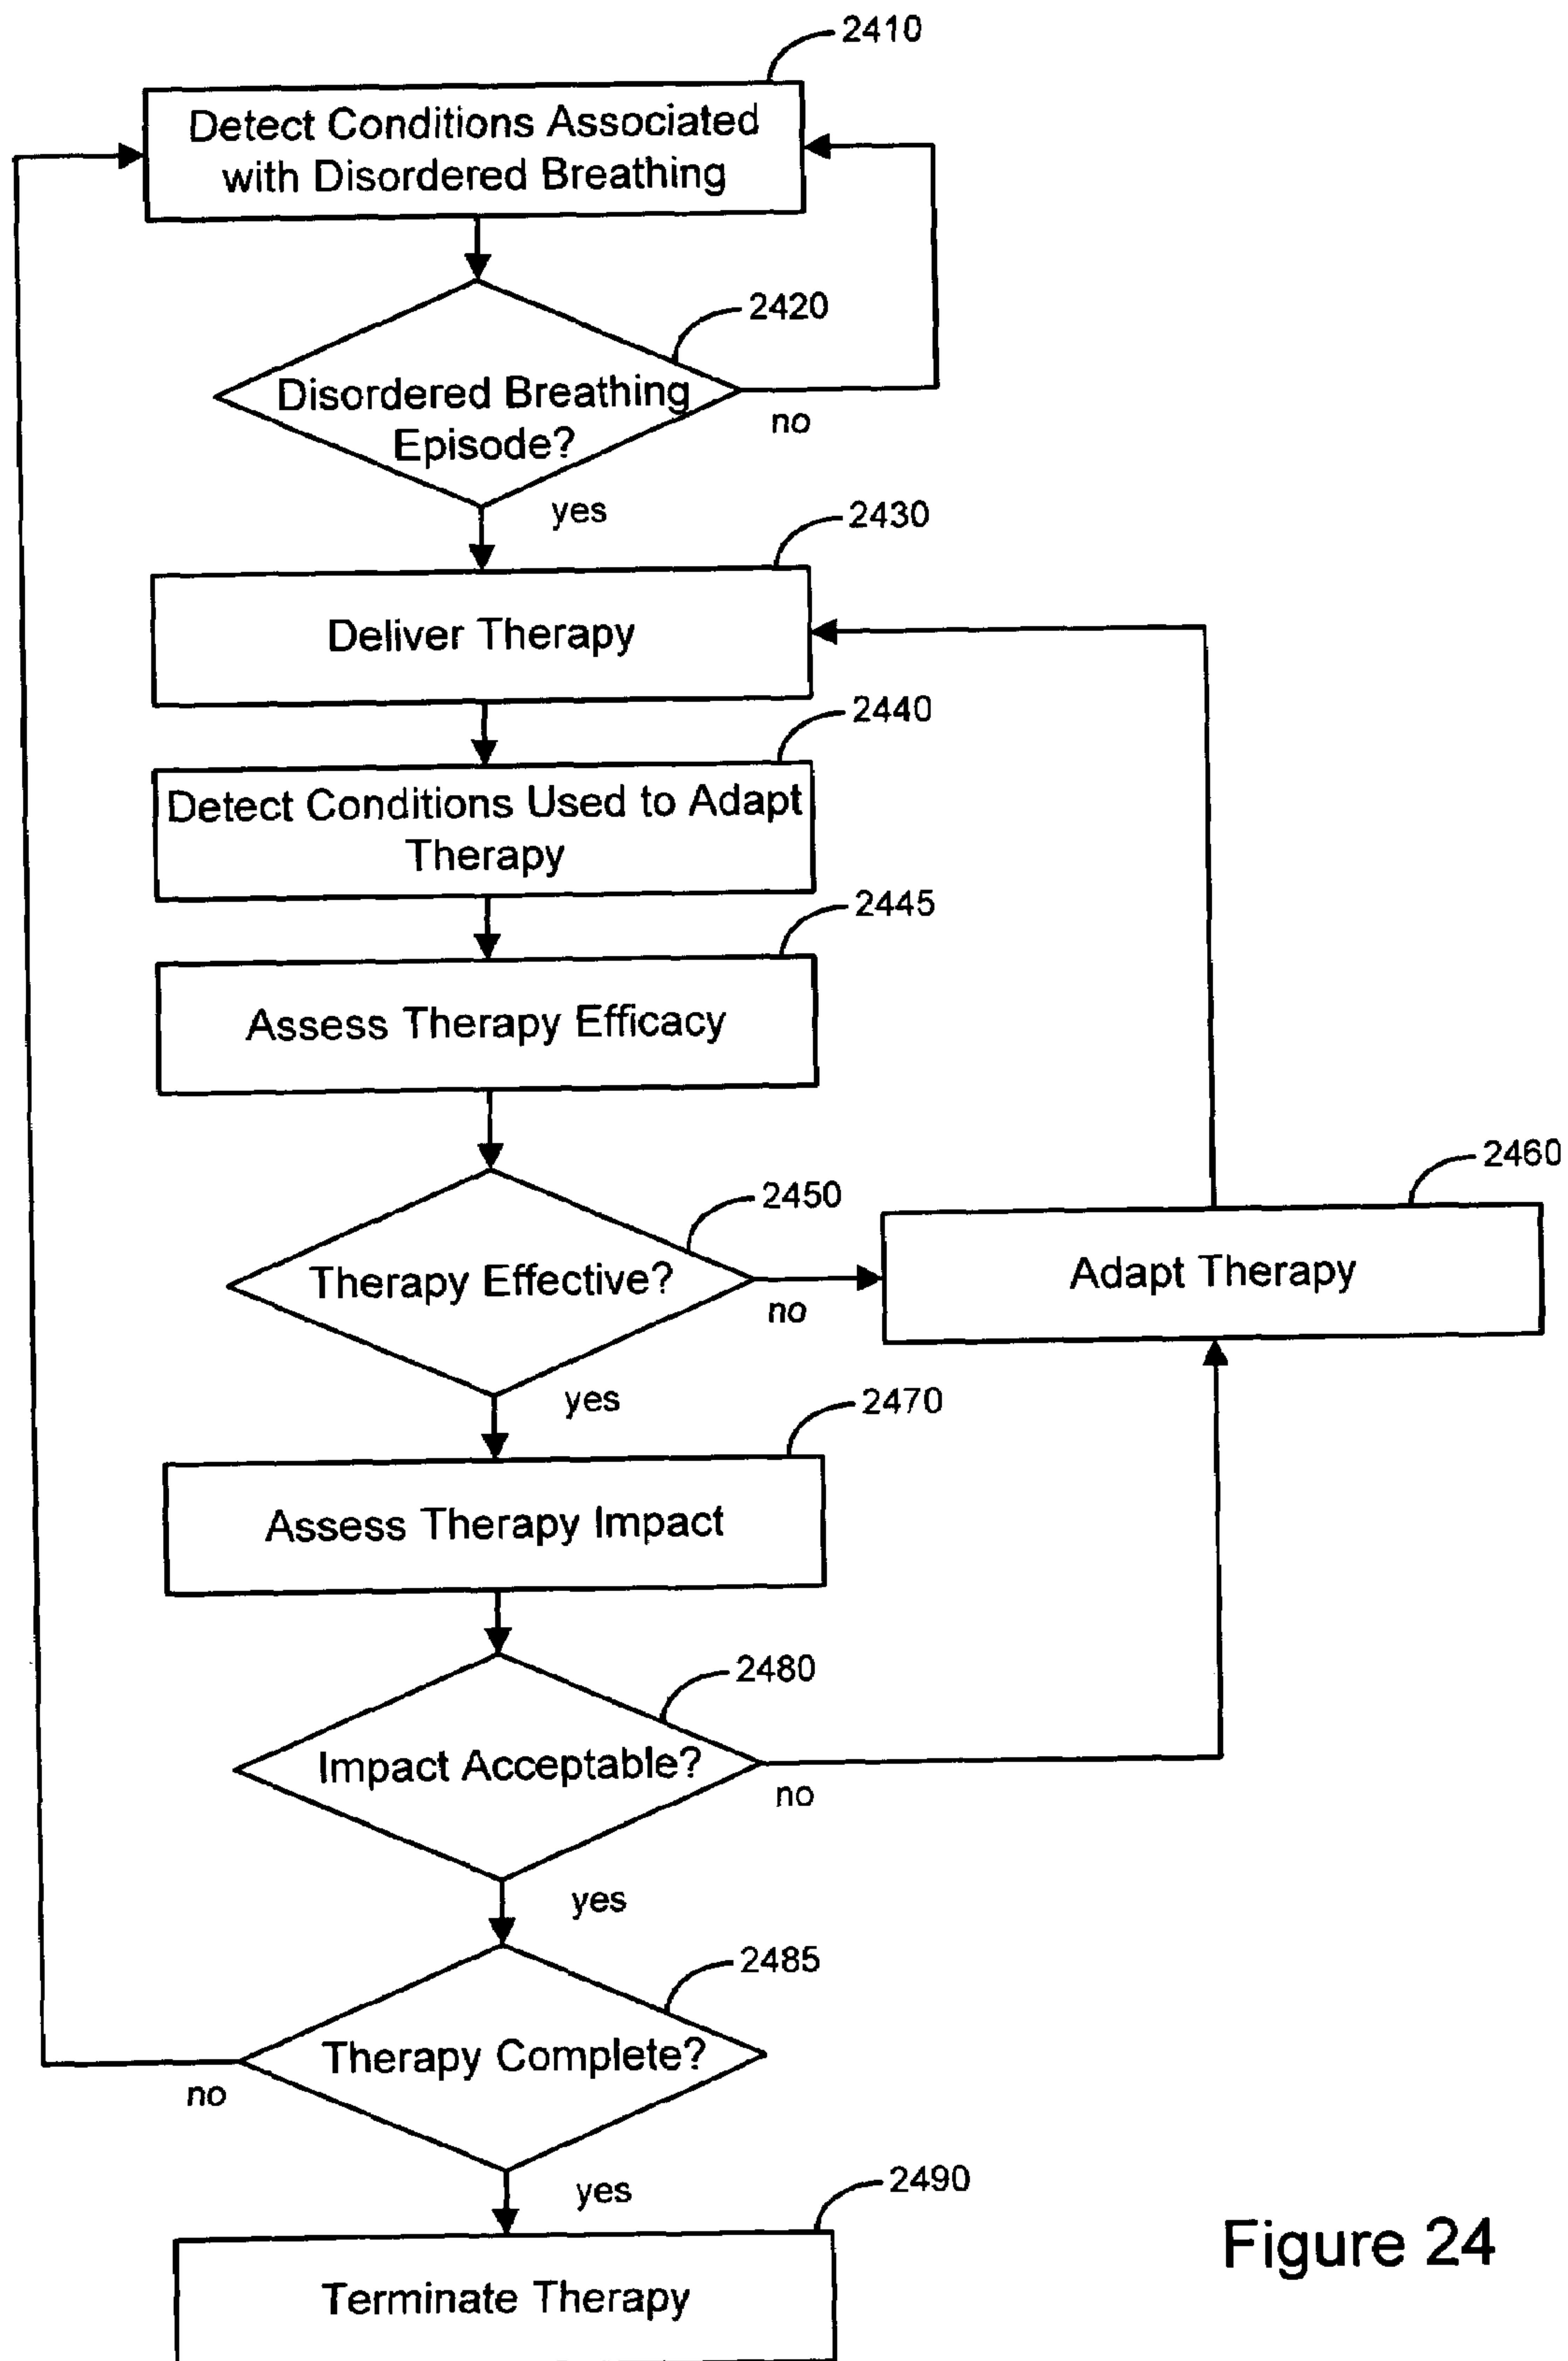 2410
Detect Conditions Associated
with Disordered Breathing
2420
Disordered Breathing
Episode?
no
yes
2430
Deliver Therapy
2440
Detect Conditions Used to Adapt
Therapy
2445
Assess Therapy Efficacy
2460
2450
Therapy Effective?
no
Adapt Therapy
yes
2470
Assess Therapy Impact
2480
Impact Acceptable?
no
yes
2485
Therapy Complete?
no
yes
2490
Terminate Therapy
Figure 24